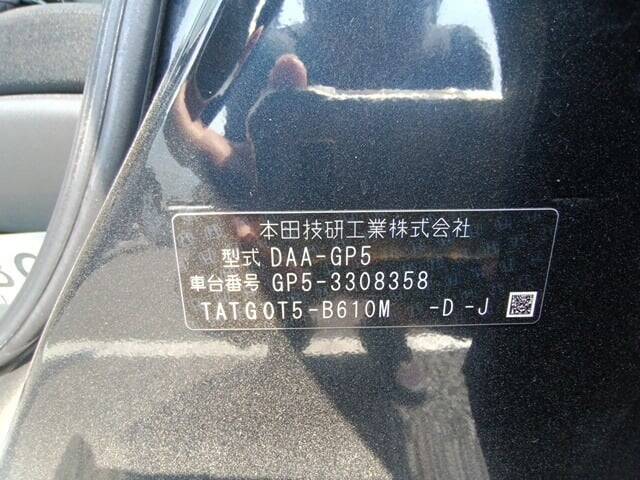 本田技研工業株式会社
型式 DAA-GP5
車台番号 GP5-3308358
TATGOT5-B610M -D -J